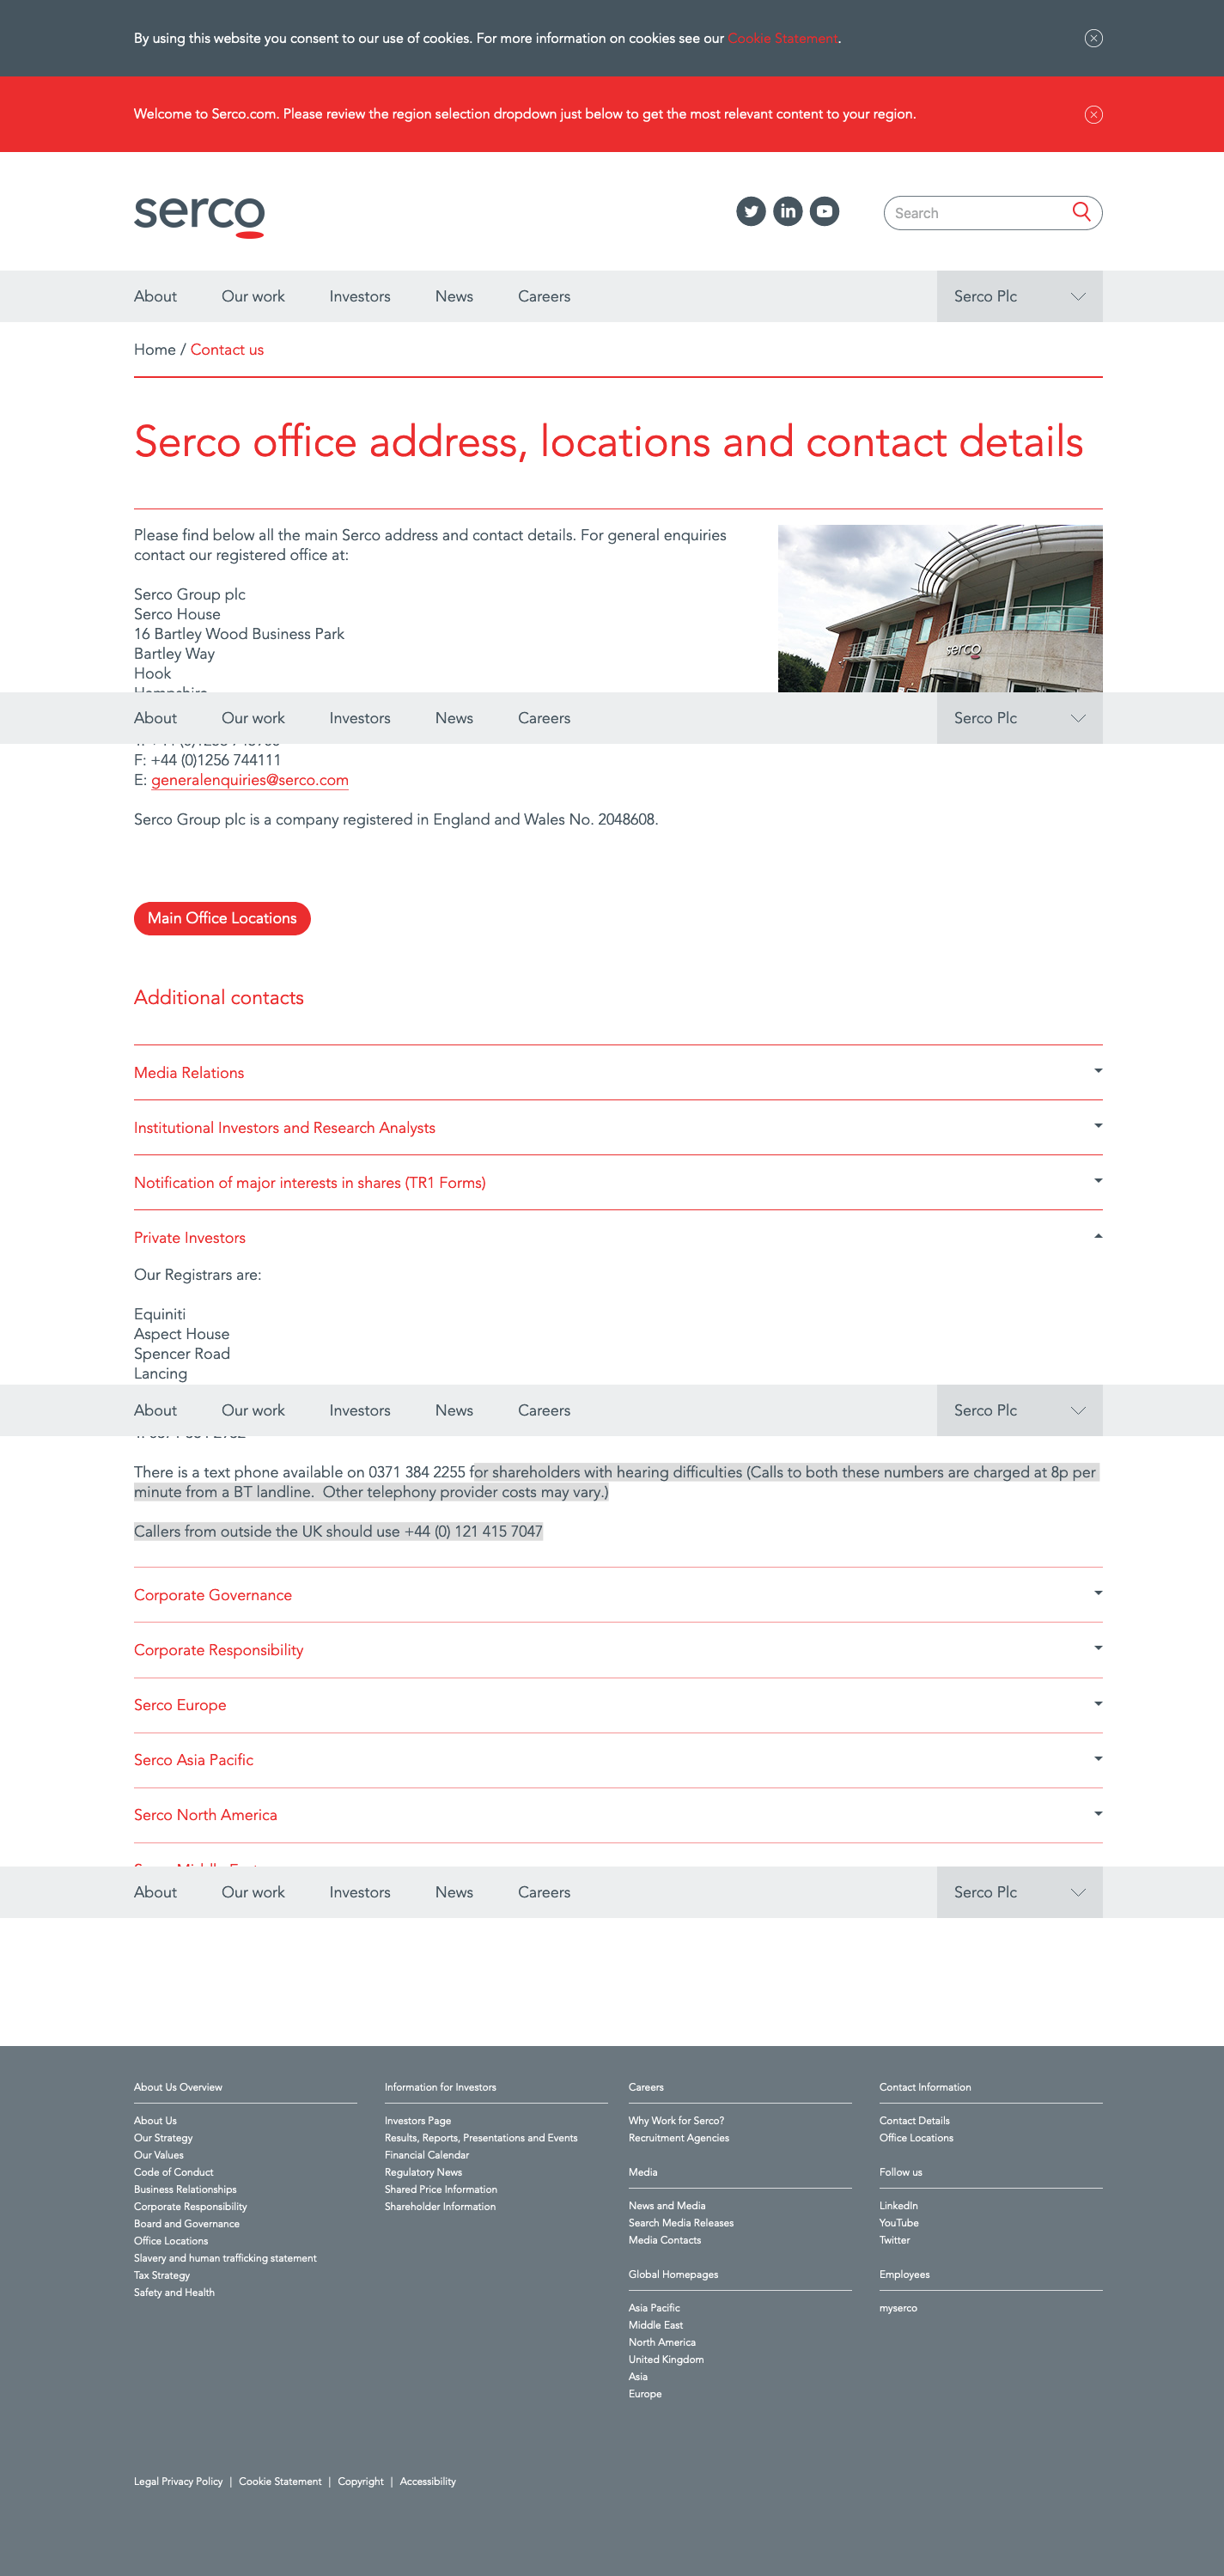 By using this website you consent to our use of cookies. For more information on cookies see our Cookie Statement.
Welcome to Serco.com. Please review the region selection dropdown just below to get the most relevant content to your region.
serco
Search
About Our work Investors News Careers Serco Plc
Home / Contact us
Serco office address, locations and contact details
Please find below all the main Serco address and contact details. For general enquiries
contact our registered office at:
Serco Group plc
Serco House
16 Bartley Wood Business Park
Bartley Way
Hook
serco
About Our work Investors News Careers Serco Plc
F: +44 (0)1256 744111
E: generalenquiries@serco.com
Serco Group plc is a company registered in England and Wales No. 2048608.
Main Office Locations
Additional contacts
Media Relations
Institutional Investors and Research Analysts
Notification of major interests in shares (TR1 Forms)
Private Investors
Our Registrars are:
Equiniti
Aspect House
Spencer Road
Lancing
About Our work Investors News Careers Serco Plc
There is a text phone available on 0371 384 2255 for shareholders with hearing difficulties (Calls to both these numbers are charged at 8p per
minute from a BT landline.  Other telephony provider costs may vary.)
Callers from outside the UK should use +44 (0) 121 415 7047
Corporate Governance
Corporate Responsibility
Serco Europe
Serco Asia Pacific
Serco North America
About Our work Investors News Careers Serco Plc
About Us Overview
About Us
Our Strategy
Our Values
Code of Conduct
Business Relationships
Corporate Responsibility
Board and Governance
Office Locations
Slavery and human trafficking statement
Tax Strategy
Safety and Health
Information for Investors
Investors Page
Results, Reports, Presentations and Events
Financial Calendar
Regulatory News
Shared Price Information
Shareholder Information
Careers
Why Work for Serco?
Recruitment Agencies
Media
News and Media
Search Media Releases
Media Contacts
Global Homepages
Asia Pacific
Middle East
North America
United Kingdom
Asia
Europe
Contact Information
Contact Details
Office Locations
Follow us
LinkedIn
YouTube
Twitter
Employees
myserco
Legal Privacy Policy | Cookie Statement | Copyright | Accessibility